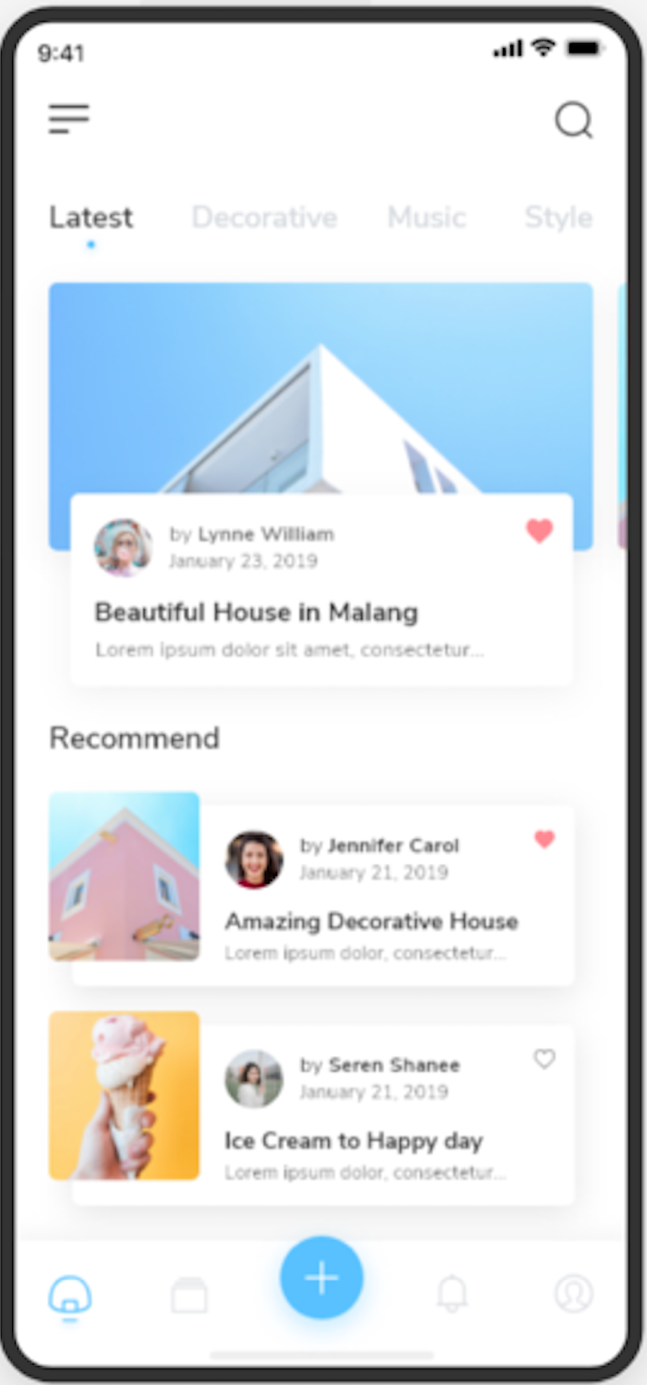 9:41
Latest Decorative Music Style
by Lynne William
January 23, 2019
Beautiful House in Malang
Lorem ipsum dolor sit amet, consectetur...
Recommend
by Jennifer Carol
January 21, 2019
Amazing Decorative House
Lorem ipsum dolor, consectetur...
by Seren Shanee
January 21, 2019
Ice Cream to Happy day
Lorem ipsum dolor, consectetur...